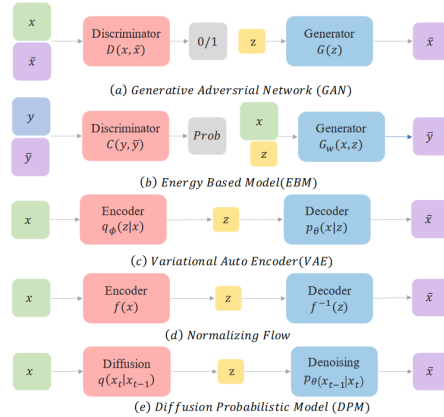 x
x̄
Discriminator
D(x, x̄)
0/1
z
Generator
G(z)
x̄
(a) Generative Adversrial Network (GAN)
y
ȳ
Discriminator
C(y, ȳ)
Prob
x
z
Generator
G_w(x, z)
ȳ
(b) Energy Based Model(EBM)
x
Encoder
q_ϕ(z|x)
z
Decoder
p_θ(x|z)
x̄
(c) Variational Auto Encoder(VAE)
x
Encoder
f(x)
z
Decoder
f⁻¹(z)
x̄
(d) Normalizing Flow
x
Diffusion
q(x_t|x_{t-1})
z
Denoising
p_θ(x_{t-1}|x_t)
x̄
(e) Diffusion Probabilistic Model (DPM)